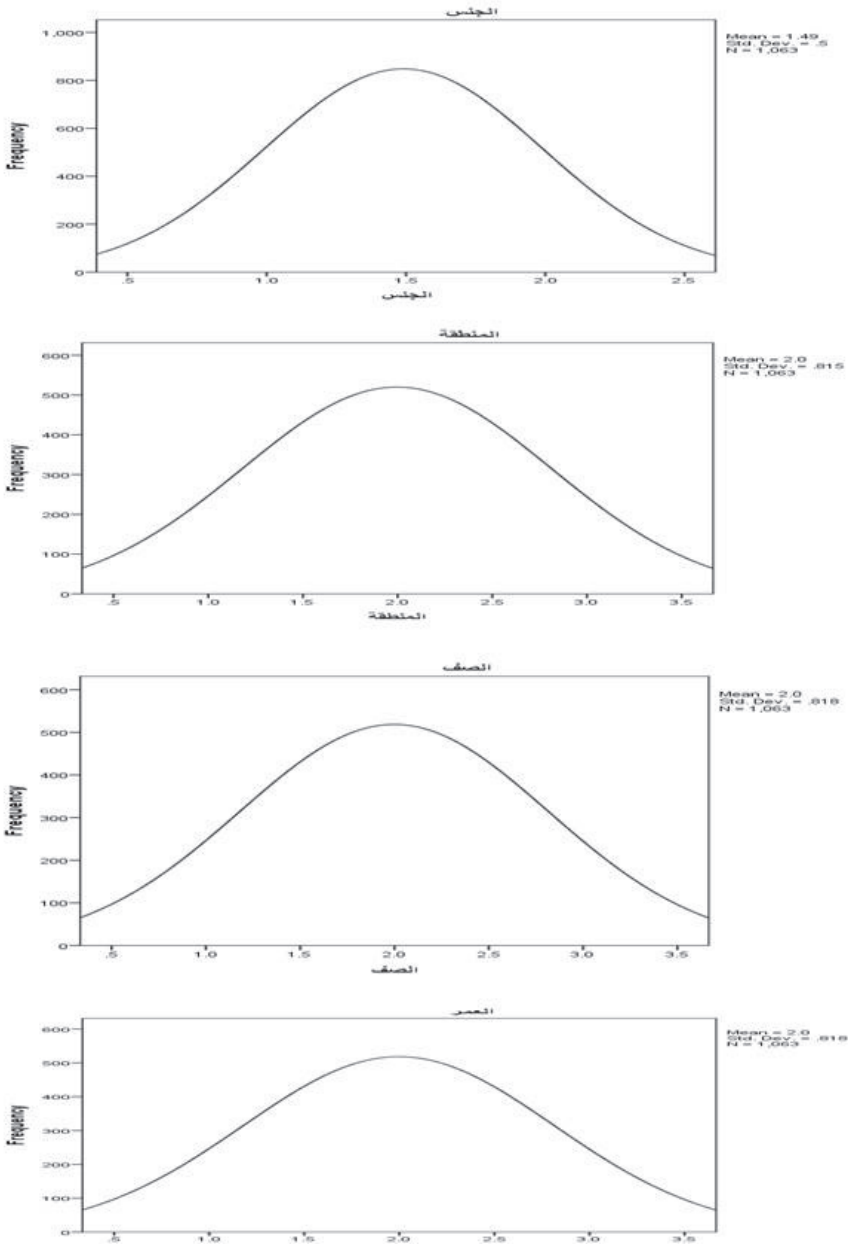 الجنس
Mean = 1.49
Std. Dev. = .5
N = 1,063
1,000
800
600
400
200
0
Frequency
.5 1.0 1.5 2.0 2.5
الجنس
المنطقة
Mean = 2.0
Std. Dev. = .815
N = 1,063
600
500
400
300
200
100
0
Frequency
.5 1.0 1.5 2.0 2.5 3.0 3.5
المنطقة
الصف
Mean = 2.0
Std. Dev. = .818
N = 1,063
600
500
400
300
200
100
0
Frequency
.5 1.0 1.5 2.0 2.5 3.0 3.5
الصف
العمر
Mean = 2.0
Std. Dev. = .818
N = 1,063
600
500
400
300
200
100
0
Frequency
.5 1.0 1.5 2.0 2.5 3.0 3.5